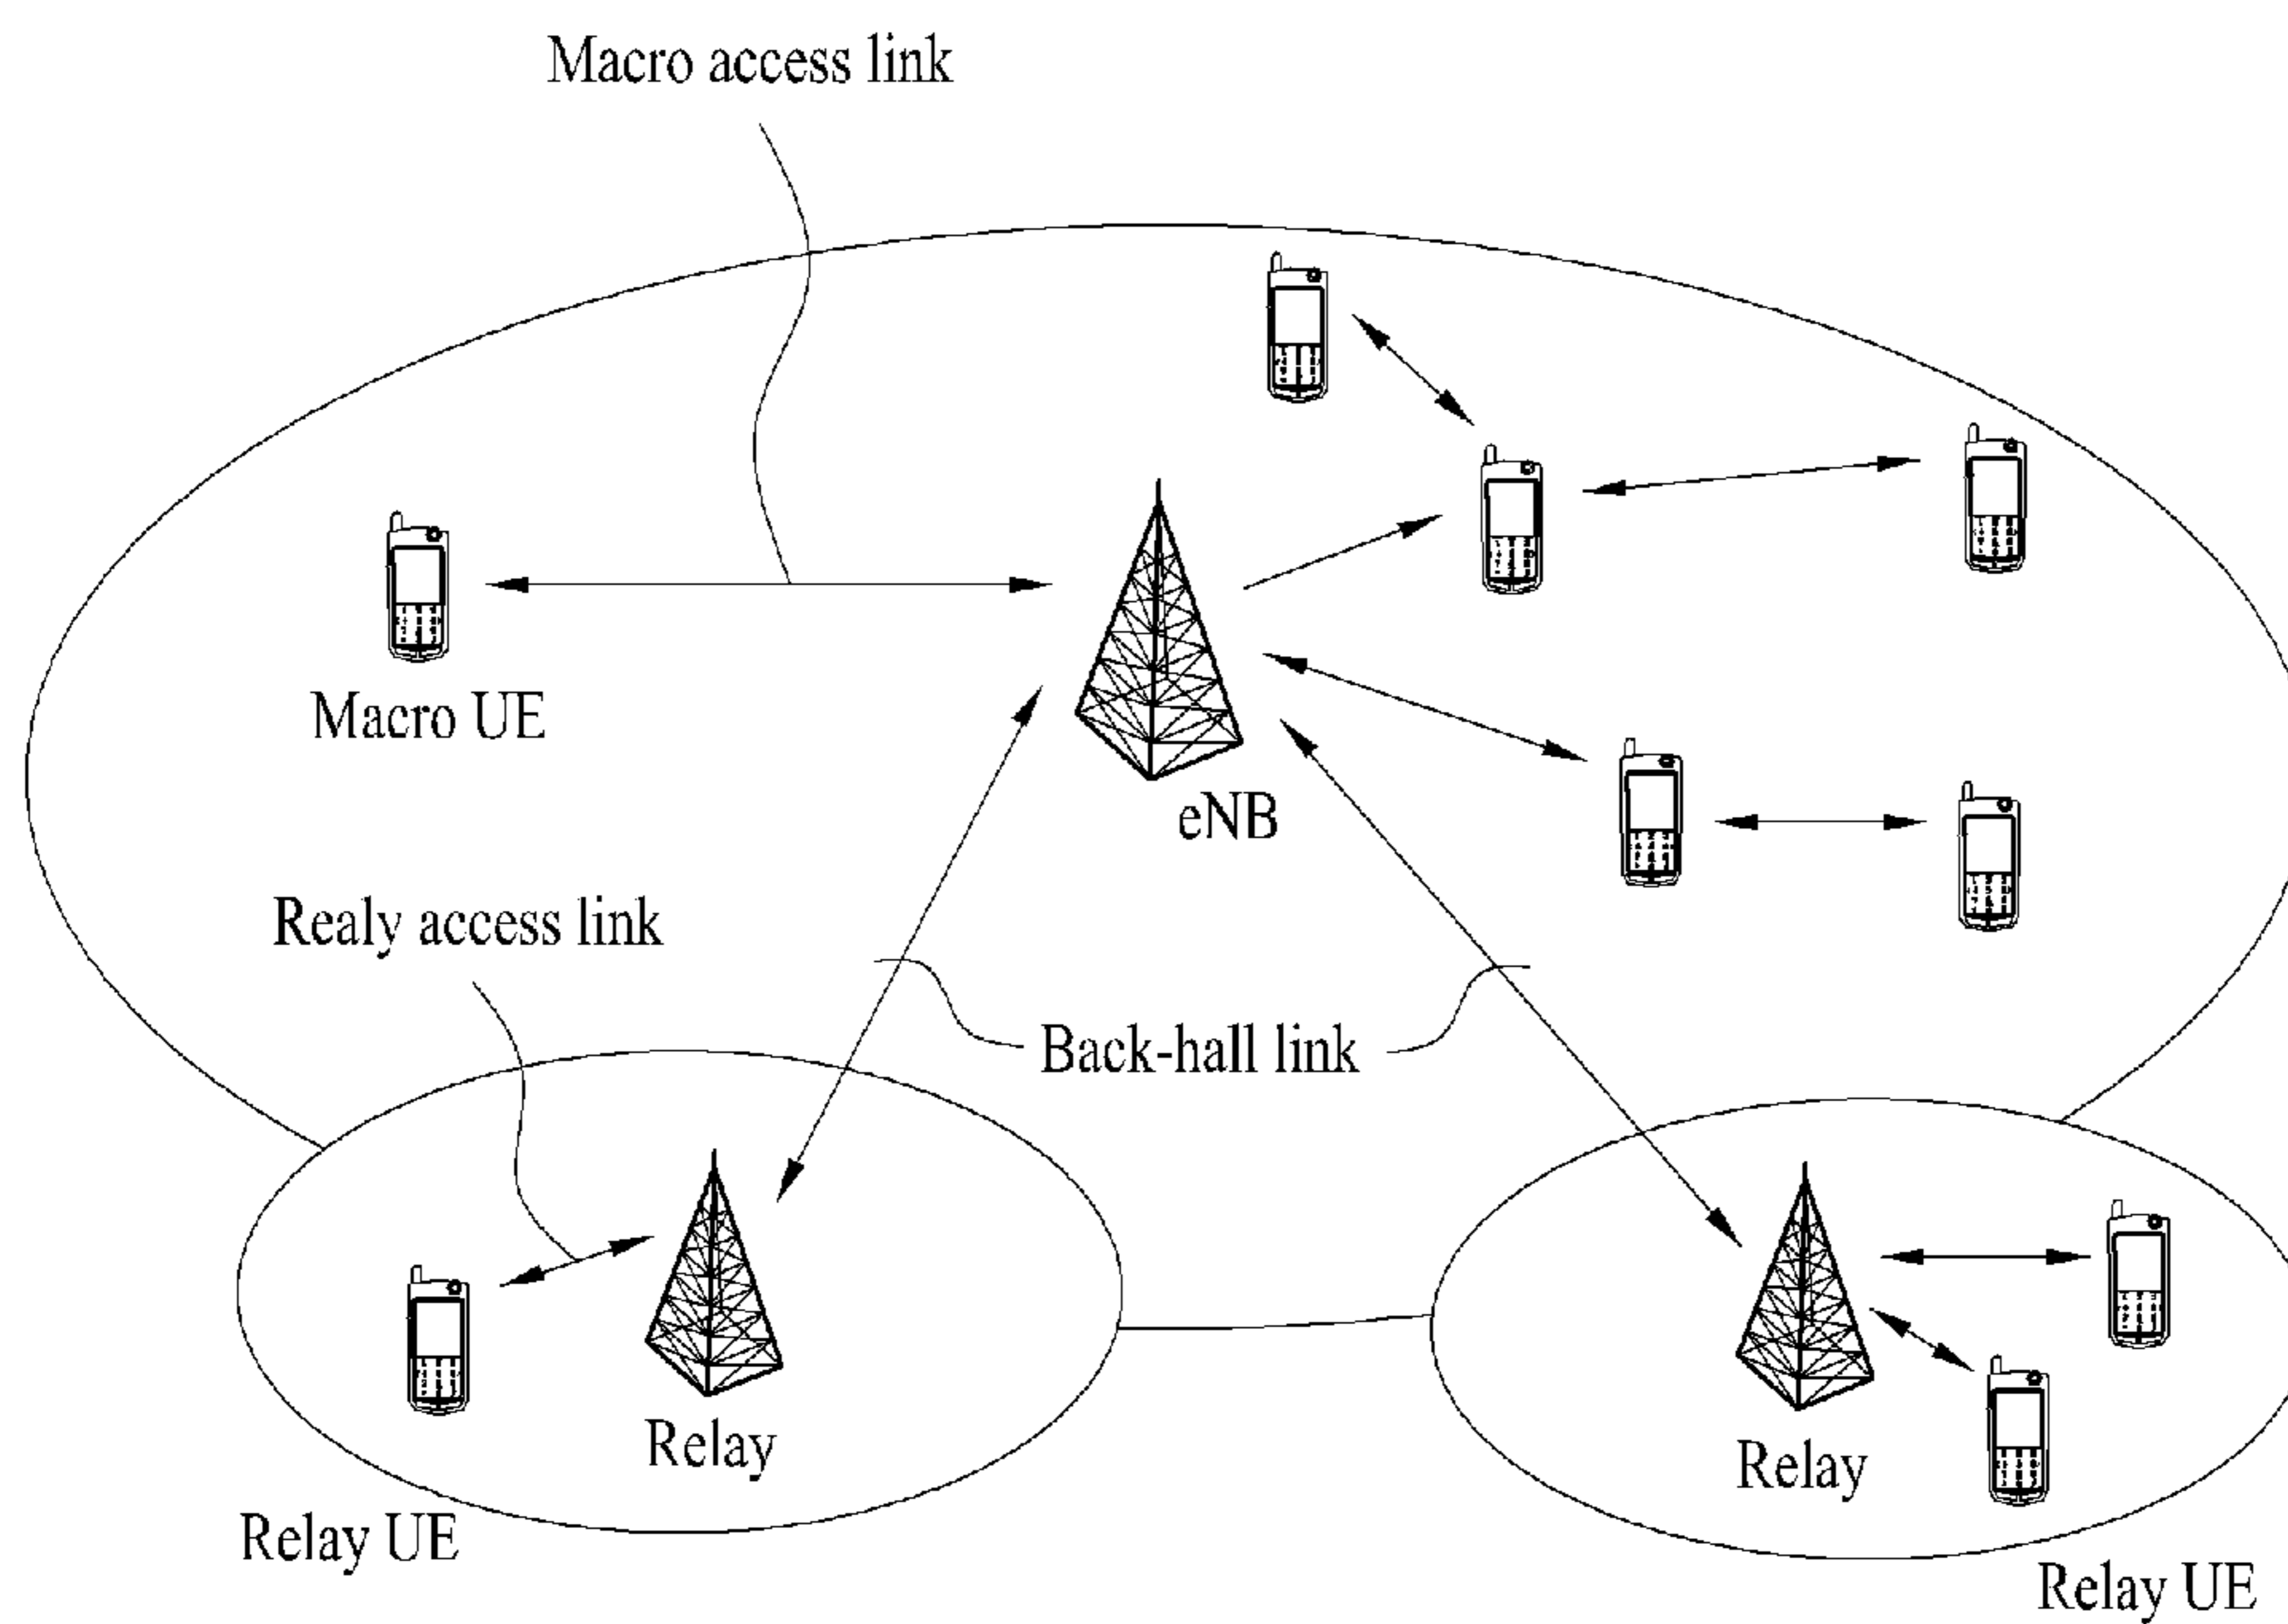 Macro access link
Macro UE
eNB
Realy access link
Back-hall link
Relay
Relay
Relay UE
Relay UE